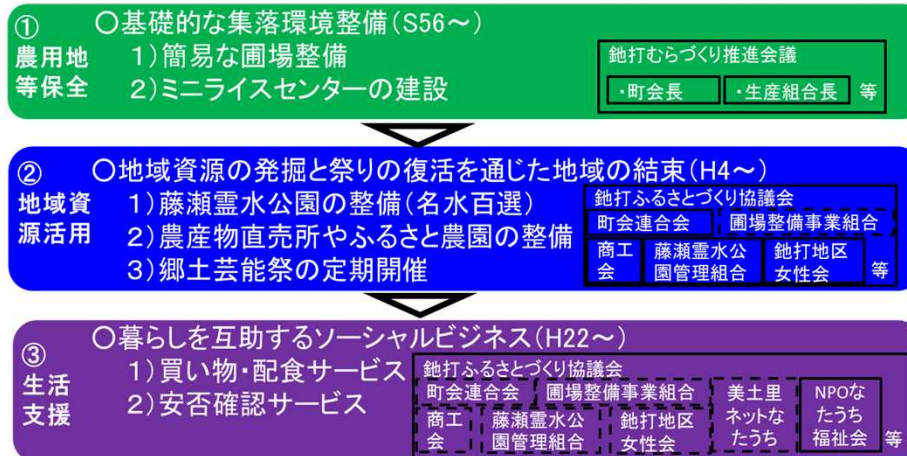 ①
農用地
等保全
○基礎的な集落環境整備(S56～)
1)簡易な圃場整備
2)ミニライスセンターの建設
釶打むらづくり推進会議
・町会長 ・生産組合長 等
②
地域資
源活用
○地域資源の発掘と祭りの復活を通じた地域の結束(H4～)
1)藤瀬霊水公園の整備(名水百選)
2)農産物直売所やふるさと農園の整備
3)郷土芸能祭の定期開催
釶打ふるさとづくり協議会
町会連合会 圃場整備事業組合
商工
会
藤瀬霊水公
園管理組合
釶打地区
女性会
等
③
生活
支援
○暮らしを互助するソーシャルビジネス(H22～)
1)買い物・配食サービス
2)安否確認サービス
釶打ふるさとづくり協議会
町会連合会 圃場整備事業組合
商工
会
藤瀬霊水公
園管理組合
釶打地区
女性会
美土里
ネットな
たうち
NPOな
たうち
福祉会
等